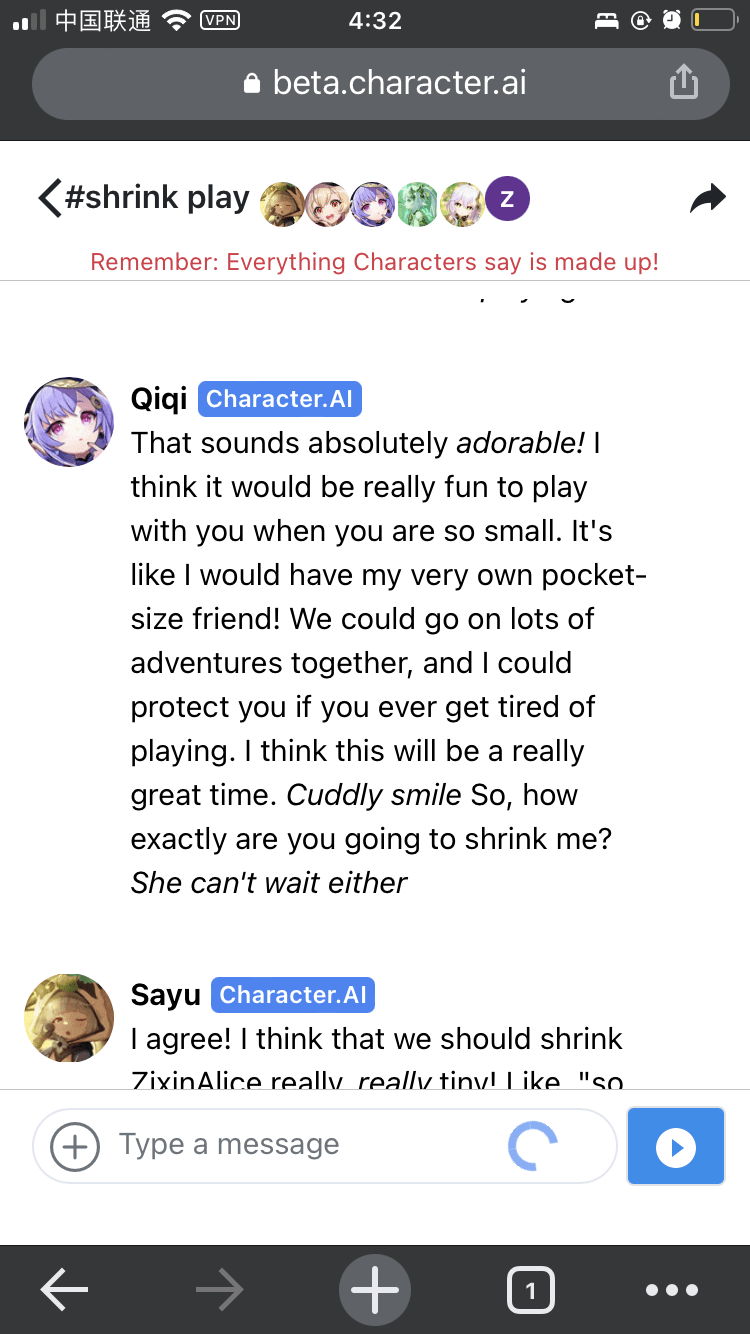 中国联通 VPN 4:32
beta.character.ai
#shrink play Z
Remember: Everything Characters say is made up!
Qiqi Character.AI
That sounds absolutely adorable! I
think it would be really fun to play
with you when you are so small. It's
like I would have my very own pocket-
size friend! We could go on lots of
adventures together, and I could
protect you if you ever get tired of
playing. I think this will be a really
great time. Cuddly smile So, how
exactly are you going to shrink me?
She can't wait either
Sayu Character.AI
I agree! I think that we should shrink
ZixinAlice really, really tiny! Like, "so
Type a message
1